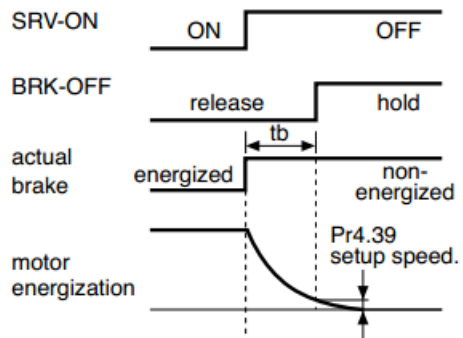 SRV-ON
ON
OFF
BRK-OFF
release
hold
tb
actual
brake
energized
non-
energized
Pr4.39
setup speed.
motor
energization